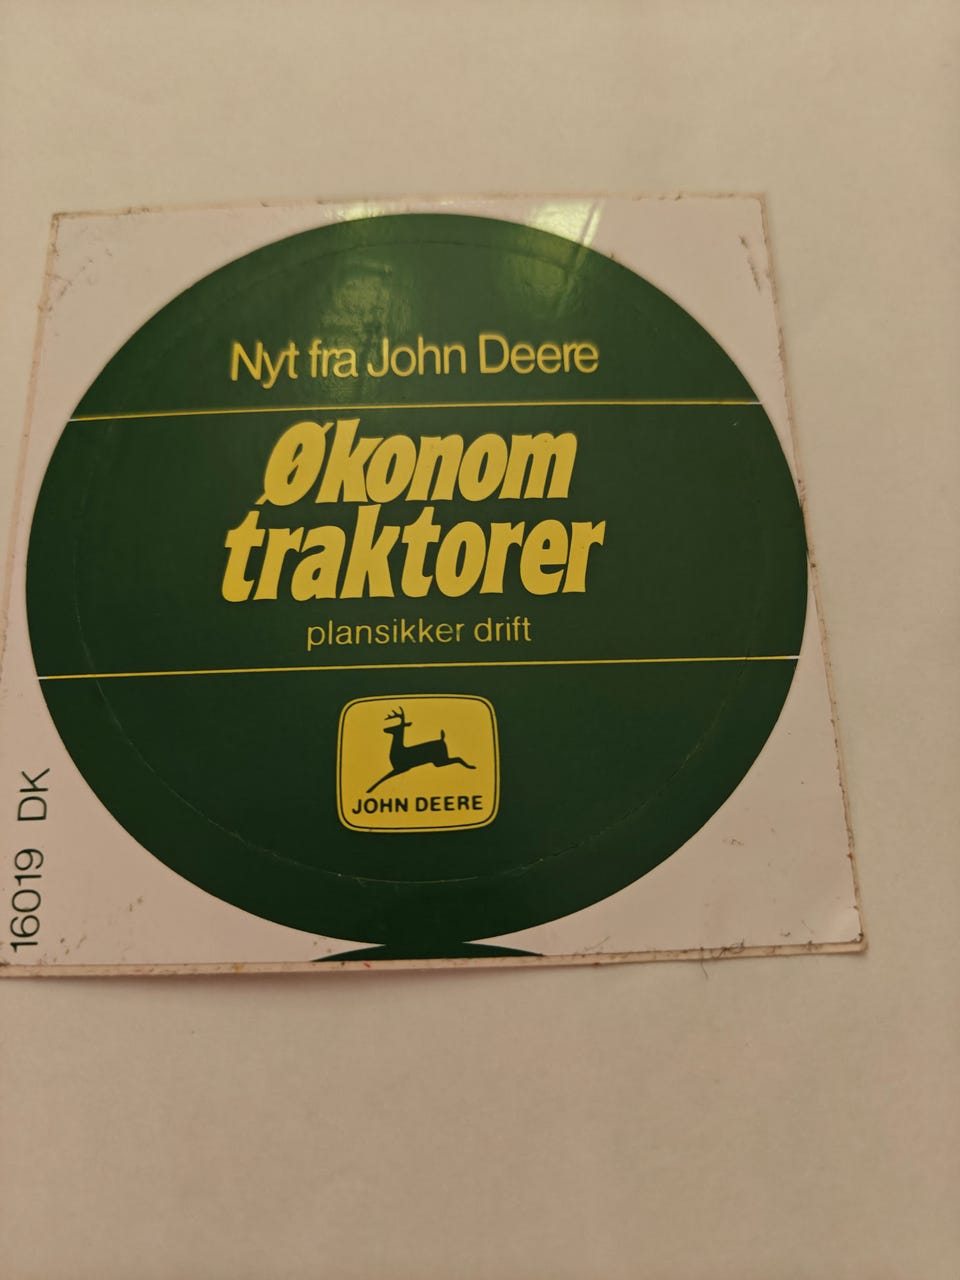 Nyt fra John Deere
Økonom
traktorer
plansikker drift
JOHN DEERE
16019 DK